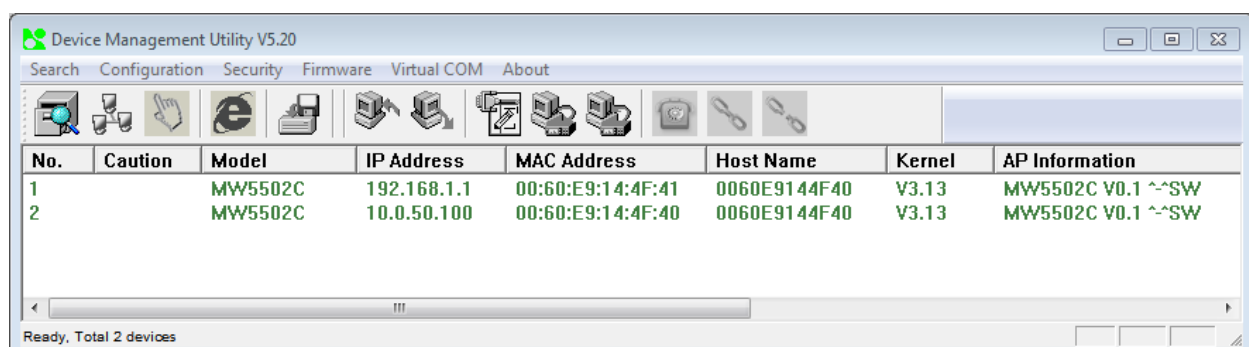 Device Management Utility V5.20
Search Configuration Security Firmware Virtual COM About
No. Caution Model IP Address MAC Address Host Name Kernel AP Information
1 MW5502C 192.168.1.1 00:60:E9:14:4F:41 0060E9144F40 V3.13 MW5502C V0.1 ^-^SW
2 MW5502C 10.0.50.100 00:60:E9:14:4F:40 0060E9144F40 V3.13 MW5502C V0.1 ^-^SW
Ready, Total 2 devices